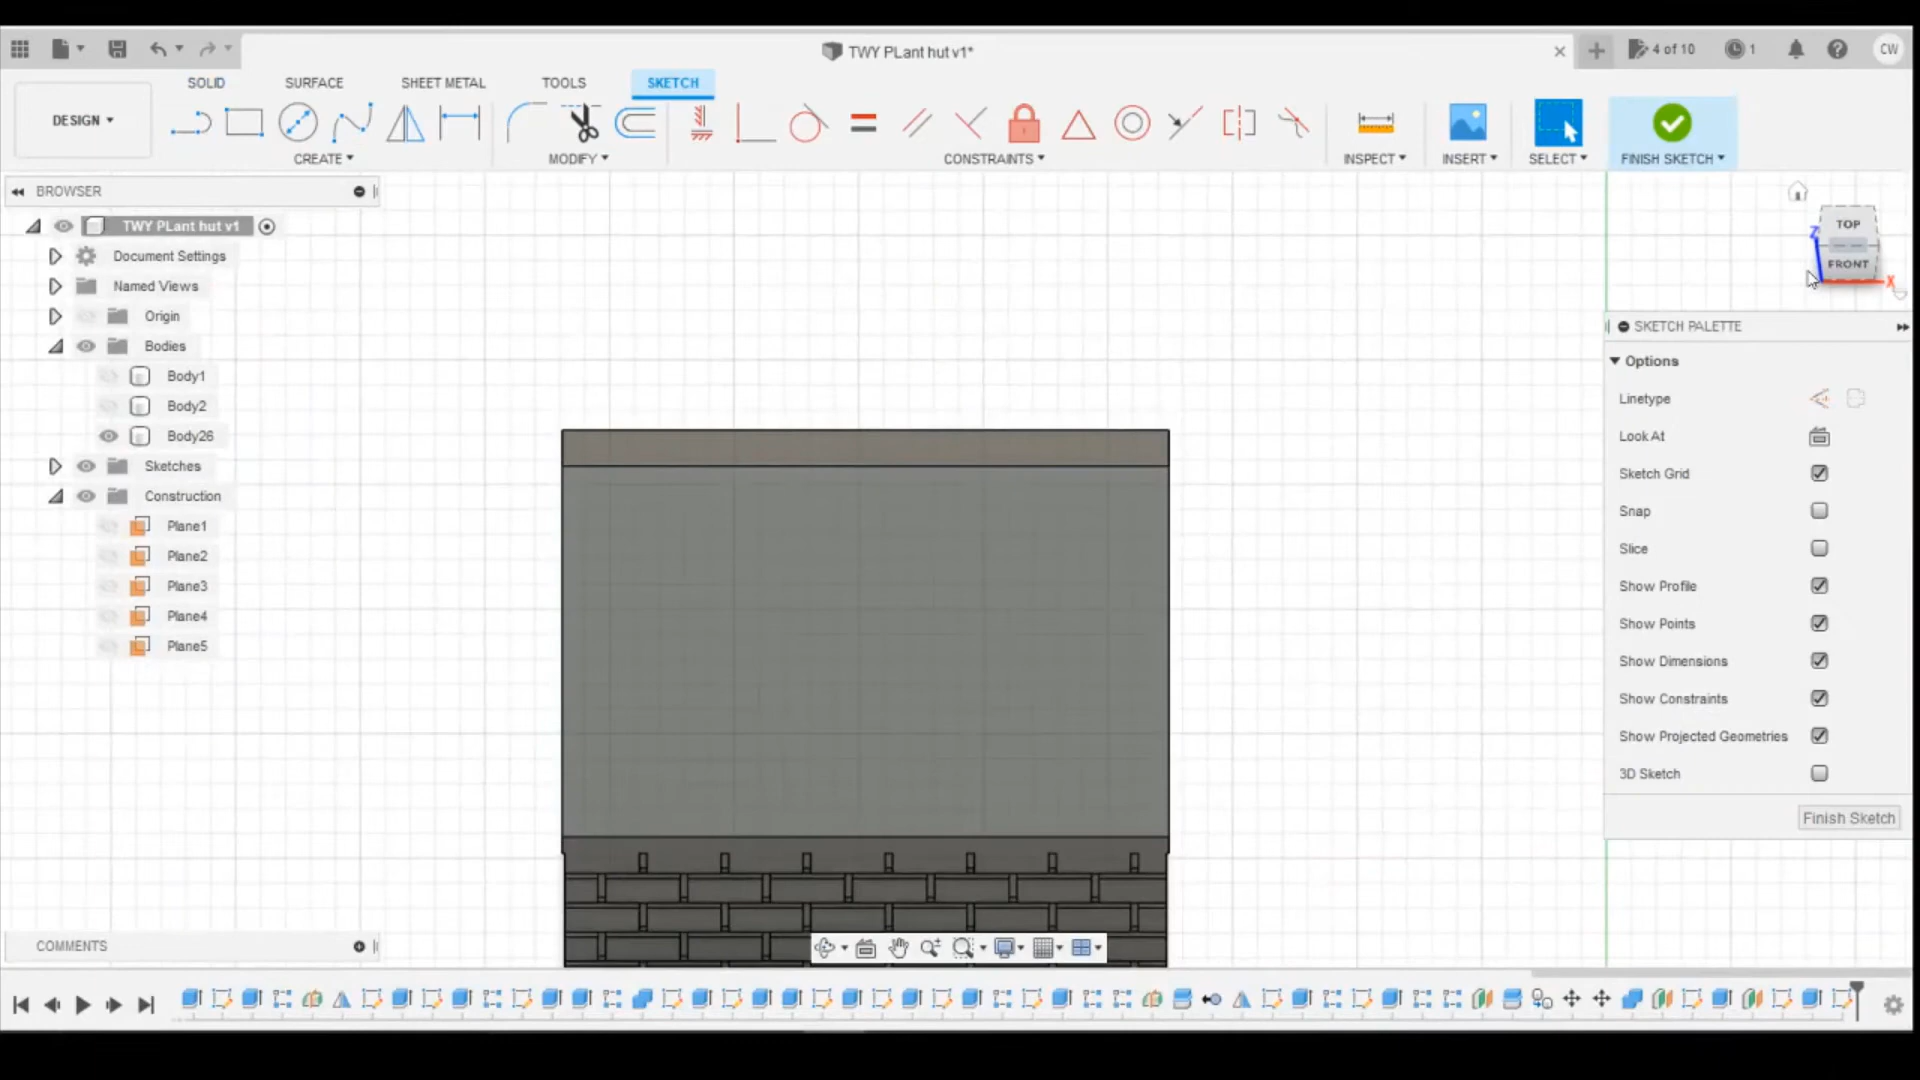 TWY PLant hut v1*
4 of 10
1
CW
DESIGN
SOLID
SURFACE
SHEET METAL
TOOLS
SKETCH
CREATE
MODIFY
CONSTRAINTS
INSPECT
INSERT
SELECT
FINISH SKETCH
BROWSER
TWY PLant hut v1
Document Settings
Named Views
Origin
Bodies
Body1
Body2
Body26
Sketches
Construction
Plane1
Plane2
Plane3
Plane4
Plane5
TOP
FRONT
Z
X
SKETCH PALETTE
Options
Linetype
Look At
Sketch Grid
Snap
Slice
Show Profile
Show Points
Show Dimensions
Show Constraints
Show Projected Geometries
3D Sketch
Finish Sketch
COMMENTS